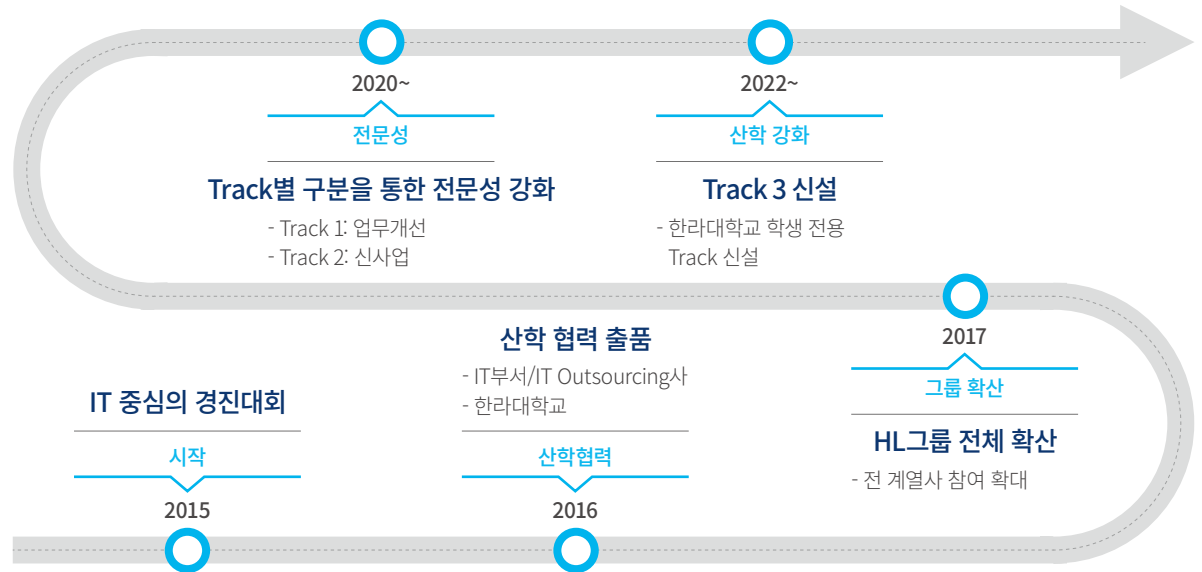 2020~
전문성
Track별 구분을 통한 전문성 강화
- Track 1: 업무개선
- Track 2: 신사업
2022~
산학 강화
Track 3 신설
- 한라대학교 학생 전용
Track 신설
IT 중심의 경진대회
시작
2015
산학 협력 출품
- IT부서/IT Outsourcing사
- 한라대학교
산학협력
2016
2017
그룹 확산
HL그룹 전체 확산
- 전 계열사 참여 확대